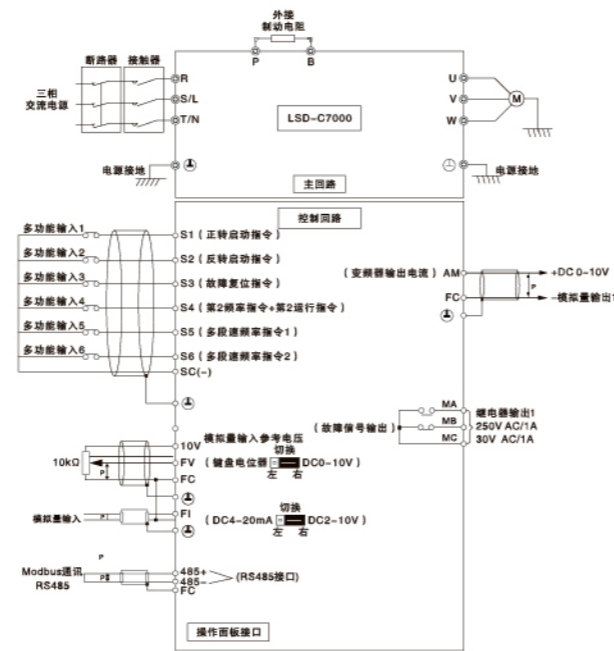 外接
制动电阻
P
B
断路器
接触器
三相
交流电源
R
S/L
T/N
LSD-C7000
U
V
W
M
电源接地
主回路
电源接地
控制回路
多功能输入1
S1（正转启动指令）
多功能输入2
S2（反转启动指令）
多功能输入3
S3（故障复位指令）
多功能输入4
S4（第2频率指令+第2运行指令）
多功能输入5
S5（多段速频率指令1）
多功能输入6
S6（多段速频率指令2）
SC(-)
（变频器输出电流）AM
+DC 0-10V
P
FC
-模拟量输出1
（故障信号输出）
MA
MB
MC
继电器输出1
250V AC/1A
30V AC/1A
10V
模拟量输入参考电压
10kΩ
P
FV
（键盘电位器
切换
左 右
DC0-10V）
FC
模拟量输入
P
FI
（DC4-20mA
切换
左 右
DC2-10V）
P
Modbus通讯
RS485
P
485+
485-
FC
(RS485接口)
操作面板接口